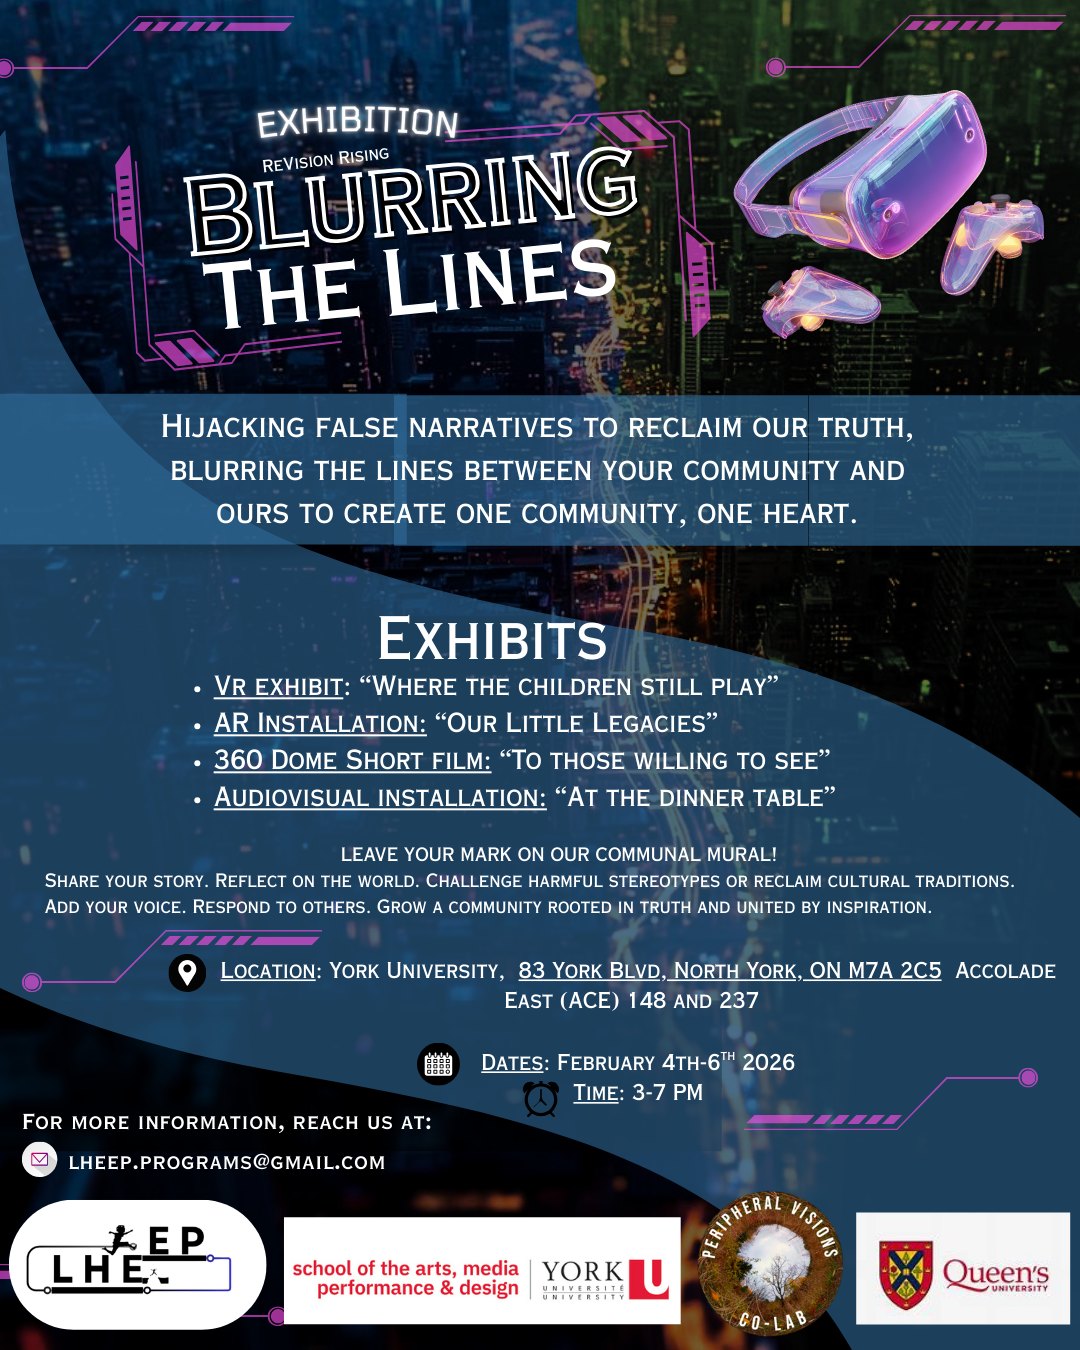 EXHIBITION
ReVision Rising
Blurring
The Lines
Hijacking false narratives to reclaim our truth,
blurring the lines between your community and
ours to create one community, one heart.
Exhibits
• Vr exhibit: “Where the children still play”
• AR Installation: “Our Little Legacies”
• 360 Dome Short film: “To those willing to see”
• Audiovisual installation: “At the dinner table”
leave your mark on our communal mural!
Share your story. Reflect on the world. Challenge harmful stereotypes or reclaim cultural traditions.
Add your voice. Respond to others. Grow a community rooted in truth and united by inspiration.
Location: York University, 83 York Blvd, North York, ON M7A 2C5 Accolade
East (ACE) 148 and 237
Dates: February 4th-6th 2026
Time: 3-7 PM
For more information, reach us at:
lheep.programs@gmail.com
LHEEP
school of the arts, media
performance & design
YORK U
UNIVERSITÉ
UNIVERSITY
PERIPHERAL VISIONS
CO-LAB
Queen's
UNIVERSITY